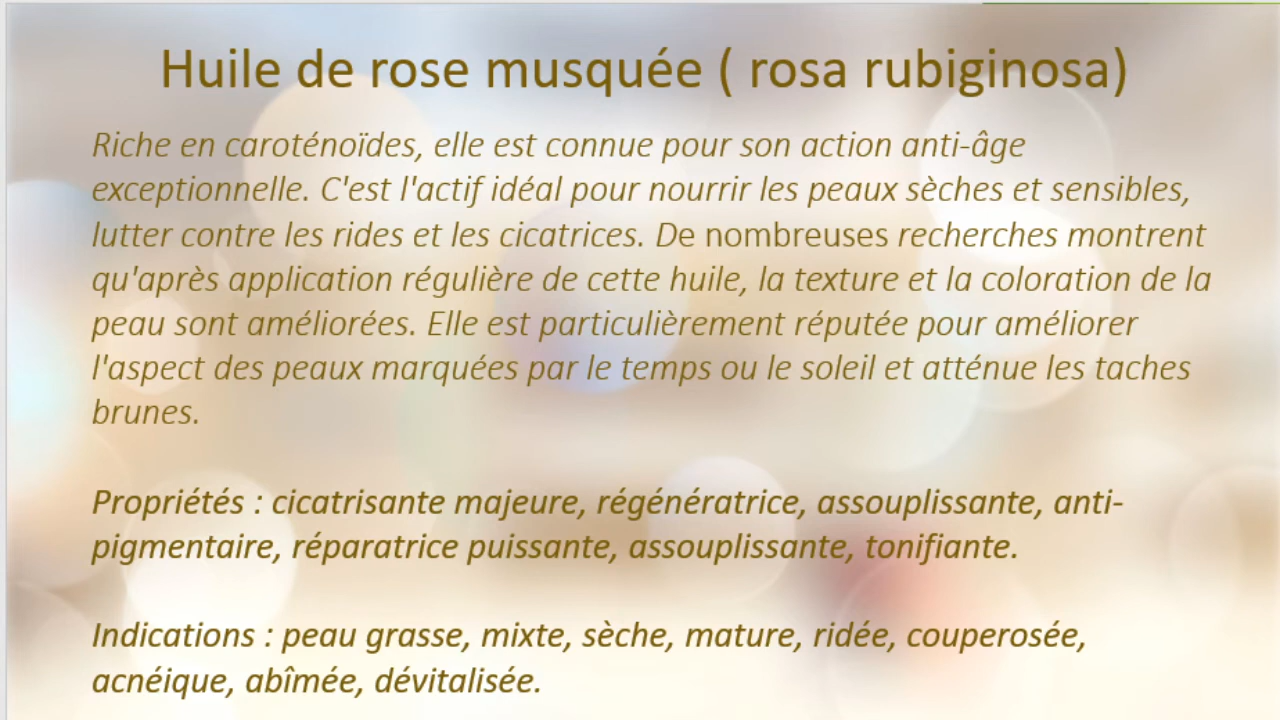 Huile de rose musquée ( rosa rubiginosa)
Riche en caroténoïdes, elle est connue pour son action anti-âge
exceptionnelle. C'est l'actif idéal pour nourrir les peaux sèches et sensibles,
lutter contre les rides et les cicatrices. De nombreuses recherches montrent
qu'après application régulière de cette huile, la texture et la coloration de la
peau sont améliorées. Elle est particulièrement réputée pour améliorer
l'aspect des peaux marquées par le temps ou le soleil et atténue les taches
brunes.
Propriétés : cicatrisante majeure, régénératrice, assouplissante, anti-
pigmentaire, réparatrice puissante, assouplissante, tonifiante.
Indications : peau grasse, mixte, sèche, mature, ridée, couperosée,
acnéique, abîmée, dévitalisée.